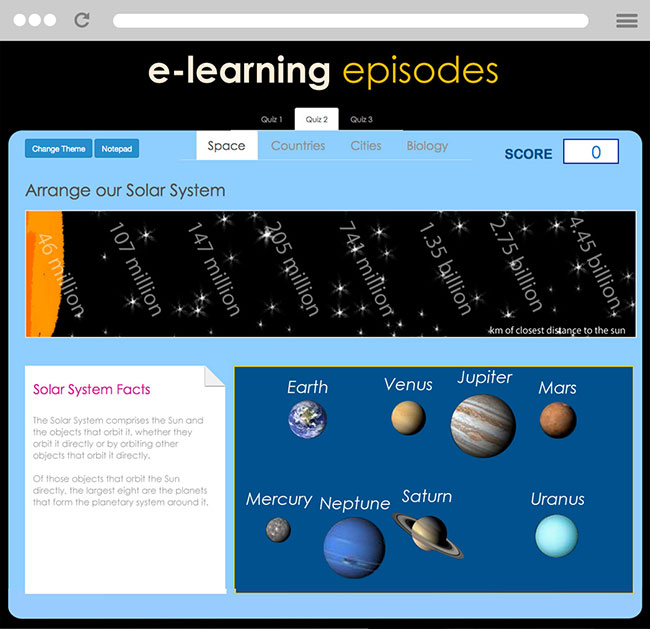 e-learning episodes
Quiz 1 Quiz 2 Quiz 3
Change Theme Notepad Space Countries Cities Biology SCORE 0
Arrange our Solar System
46 million 107 million 147 million 205 million 741 million 1.35 billion 2.75 billion 4.45 billion
km of closest distance to the sun
Solar System Facts
The Solar System comprises the Sun and
the objects that orbit it, whether they
orbit it directly or by orbiting other
objects that orbit it directly.
Of those objects that orbit the Sun
directly, the largest eight are the planets
that form the planetary system around it.
Earth Venus Jupiter Mars
Mercury Neptune Saturn Uranus